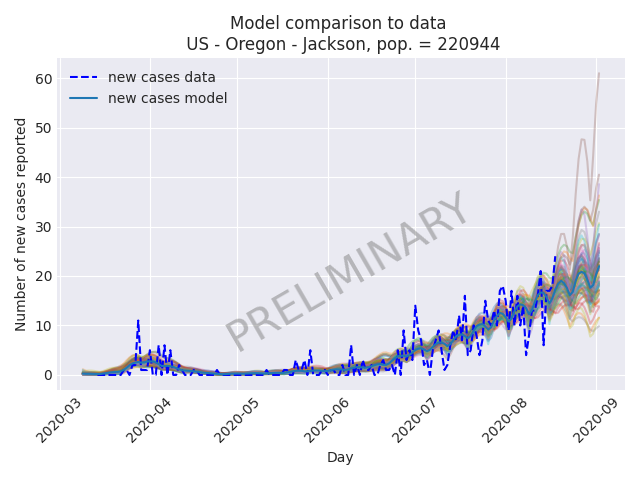 Model comparison to data
US - Oregon - Jackson, pop. = 220944
new cases data
new cases model
Number of new cases reported
60
50
40
30
20
10
0
PRELIMINARY
2020-03
2020-04
2020-05
2020-06
2020-07
2020-08
2020-09
Day